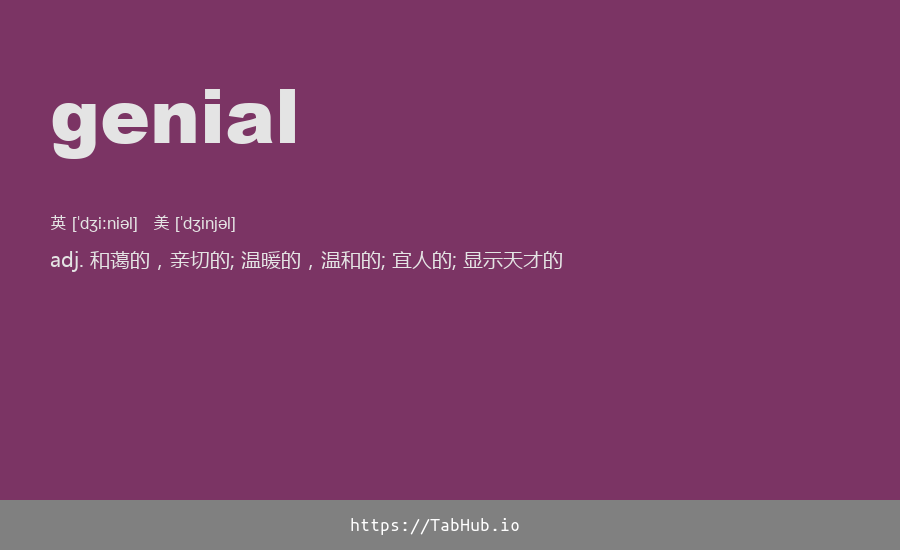 genial
英 [ˈdʒi:niəl] 美 [ˈdʒinjəl]
adj. 和蔼的，亲切的; 温暖的，温和的; 宜人的; 显示天才的
https://TabHub.io